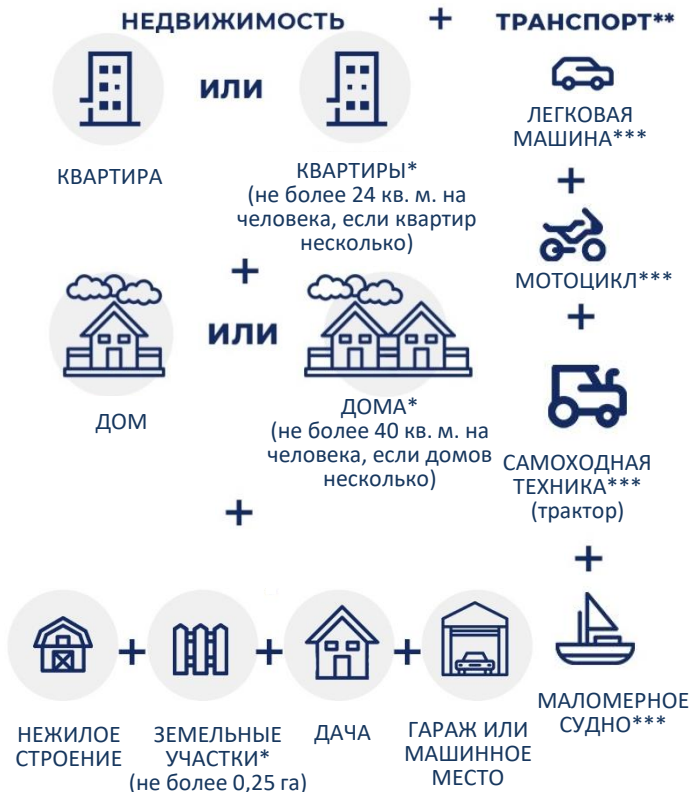 НЕДВИЖИМОСТЬ + ТРАНСПОРТ**
ИЛИ
КВАРТИРА
КВАРТИРЫ*
(не более 24 кв. м. на
человека, если квартир
несколько)
+
ИЛИ
ДОМ
ДОМА*
(не более 40 кв. м. на
человека, если домов
несколько)
+
ЛЕГКОВАЯ
МАШИНА***
+
МОТОЦИКЛ***
+
САМОХОДНАЯ
ТЕХНИКА***
(трактор)
+
МАЛОМЕРНОЕ
СУДНО***
+ + +
НЕЖИЛОЕ
СТРОЕНИЕ
ЗЕМЕЛЬНЫЕ
УЧАСТКИ*
(не более 0,25 га)
ДАЧА
ГАРАЖ ИЛИ
МАШИННОЕ
МЕСТО